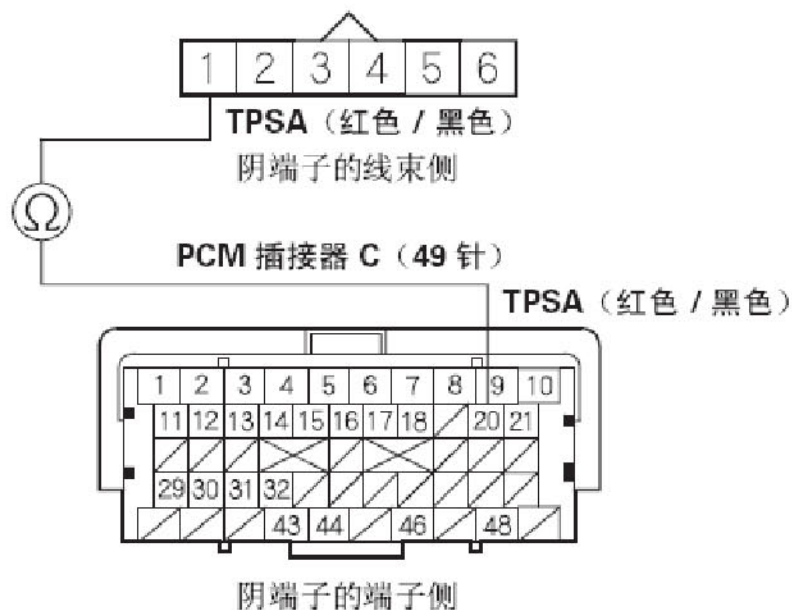 1 2 3 4 5 6
TPSA（红色 / 黑色）
阴端子的线束侧
Ω
PCM 插接器 C（49 针）
TPSA（红色 / 黑色）
1 2 3 4 5 6 7 8 9 10
11 12 13 14 15 16 17 18 20 21
29 30 31 32
43 44 46 48
阴端子的端子侧